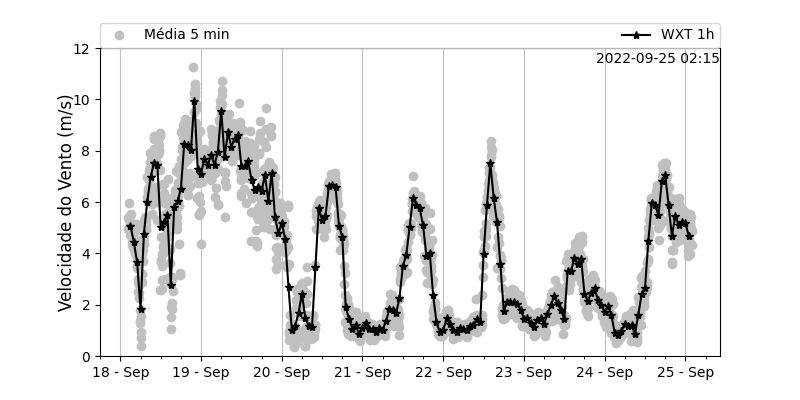 Média 5 min
WXT 1h
2022-09-25 02:15
Velocidade do Vento (m/s)
12
10
8
6
4
2
0
18 - Sep
19 - Sep
20 - Sep
21 - Sep
22 - Sep
23 - Sep
24 - Sep
25 - Sep